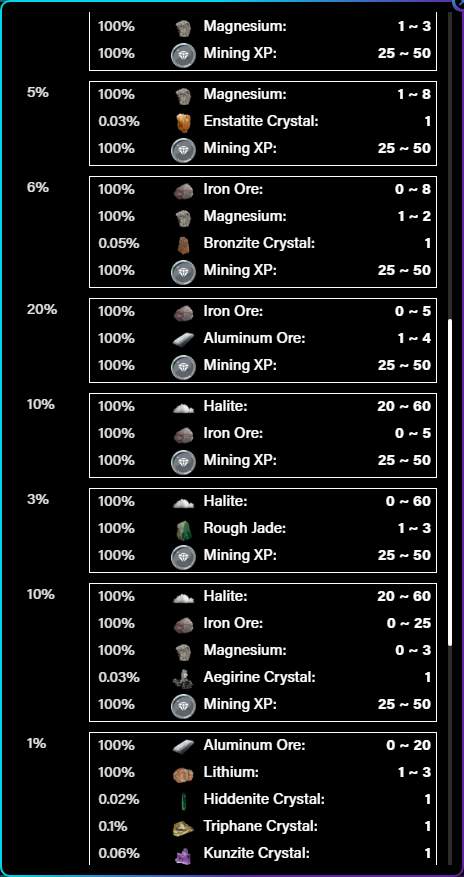 100% Magnesium: 1 ~ 3
100% Mining XP: 25 ~ 50
5%
100% Magnesium: 1 ~ 8
0.03% Enstatite Crystal: 1
100% Mining XP: 25 ~ 50
6%
100% Iron Ore: 0 ~ 8
100% Magnesium: 1 ~ 2
0.05% Bronzite Crystal: 1
100% Mining XP: 25 ~ 50
20%
100% Iron Ore: 0 ~ 5
100% Aluminum Ore: 1 ~ 4
100% Mining XP: 25 ~ 50
10%
100% Halite: 20 ~ 60
100% Iron Ore: 0 ~ 5
100% Mining XP: 25 ~ 50
3%
100% Halite: 0 ~ 60
100% Rough Jade: 1 ~ 3
100% Mining XP: 25 ~ 50
10%
100% Halite: 20 ~ 60
100% Iron Ore: 0 ~ 25
100% Magnesium: 0 ~ 3
0.03% Aegirine Crystal: 1
100% Mining XP: 25 ~ 50
1%
100% Aluminum Ore: 0 ~ 20
100% Lithium: 1 ~ 3
0.02% Hiddenite Crystal: 1
0.1% Triphane Crystal: 1
0.06% Kunzite Crystal: 1